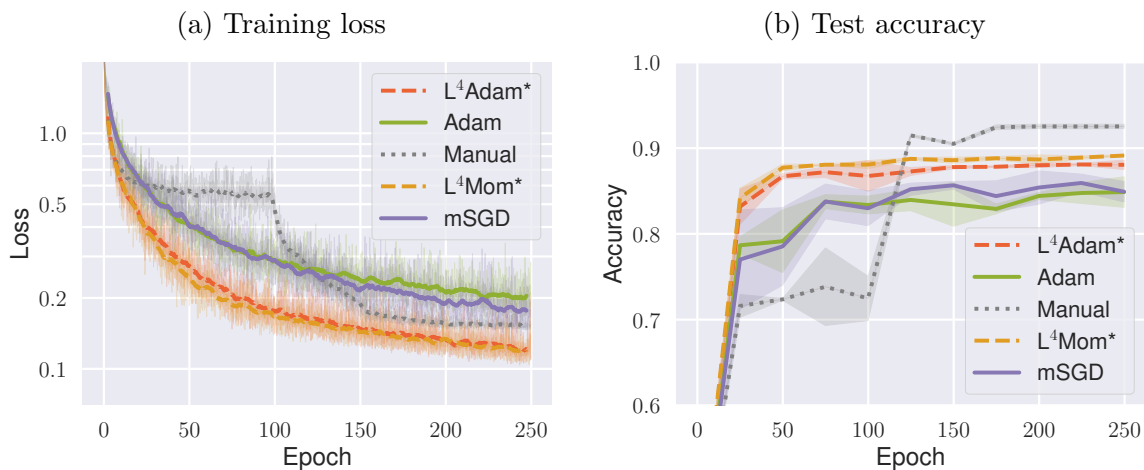 (a) Training loss
1.0
0.5
0.2
0.1
Loss
0
50
100
150
200
250
Epoch
L⁴Adam*
Adam
Manual
L⁴Mom*
mSGD
(b) Test accuracy
1.0
0.9
0.8
0.7
0.6
Accuracy
0
50
100
150
200
250
Epoch
L⁴Adam*
Adam
Manual
L⁴Mom*
mSGD